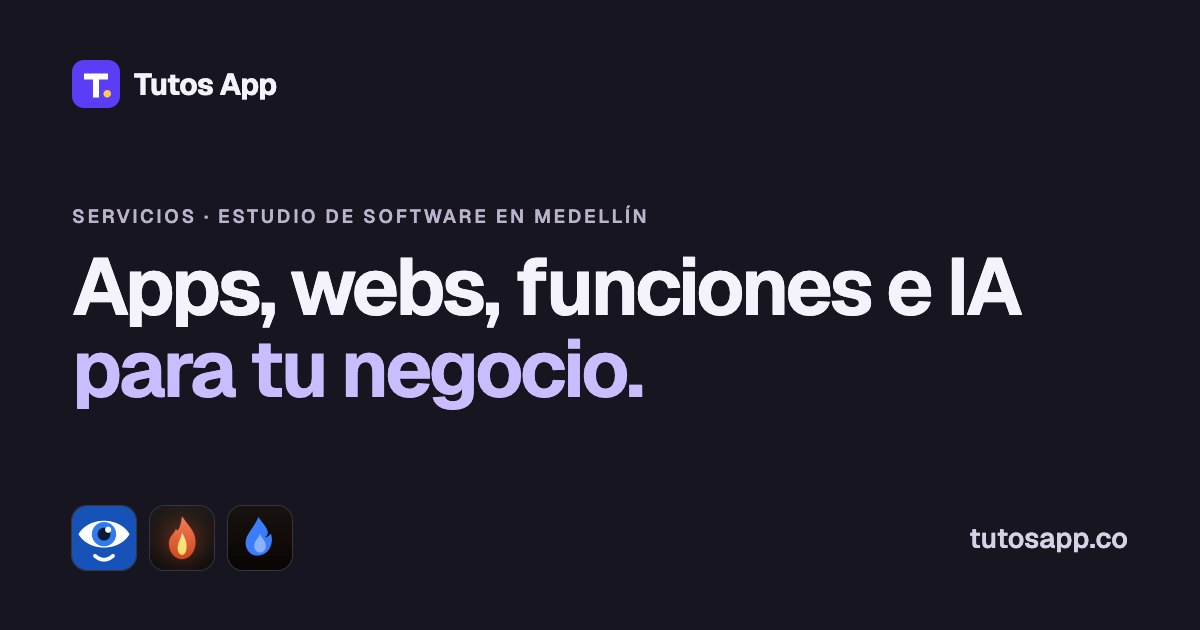 T.
Tutos App
SERVICIOS · ESTUDIO DE SOFTWARE EN MEDELLÍN
Apps, webs, funciones e IA
para tu negocio.
tutosapp.co